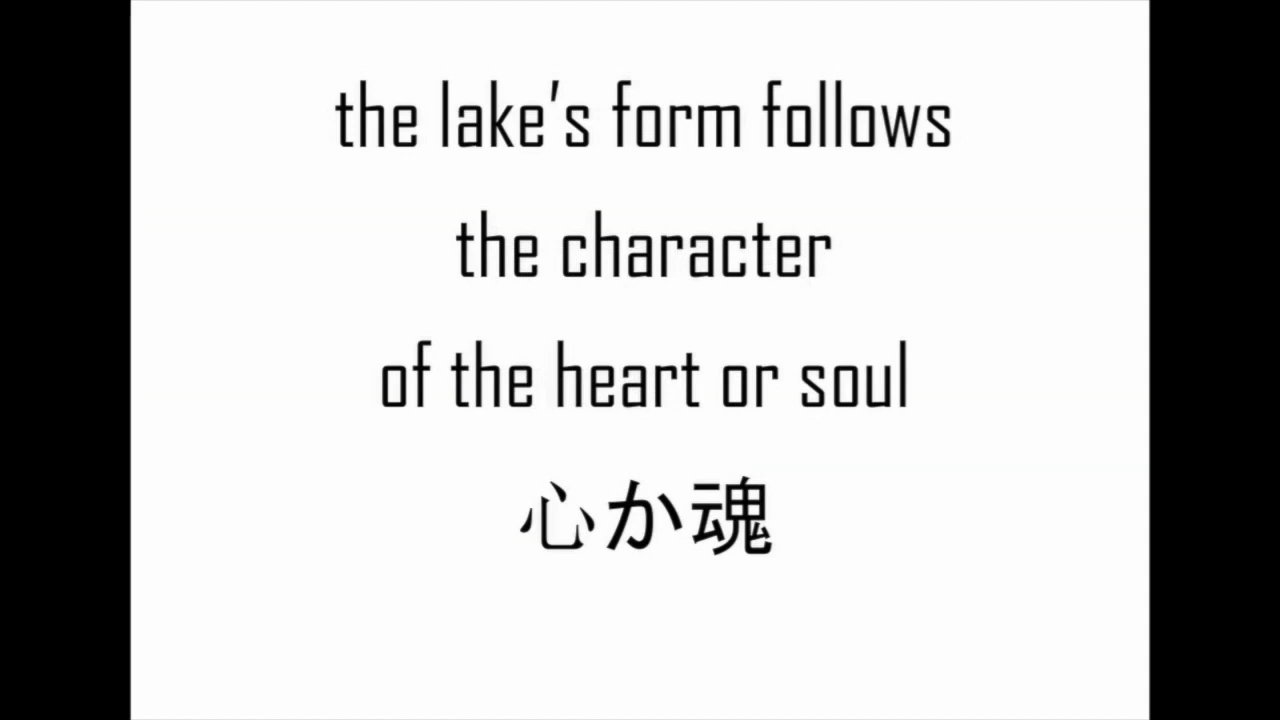 the lake's form follows
the character
of the heart or soul
心か魂